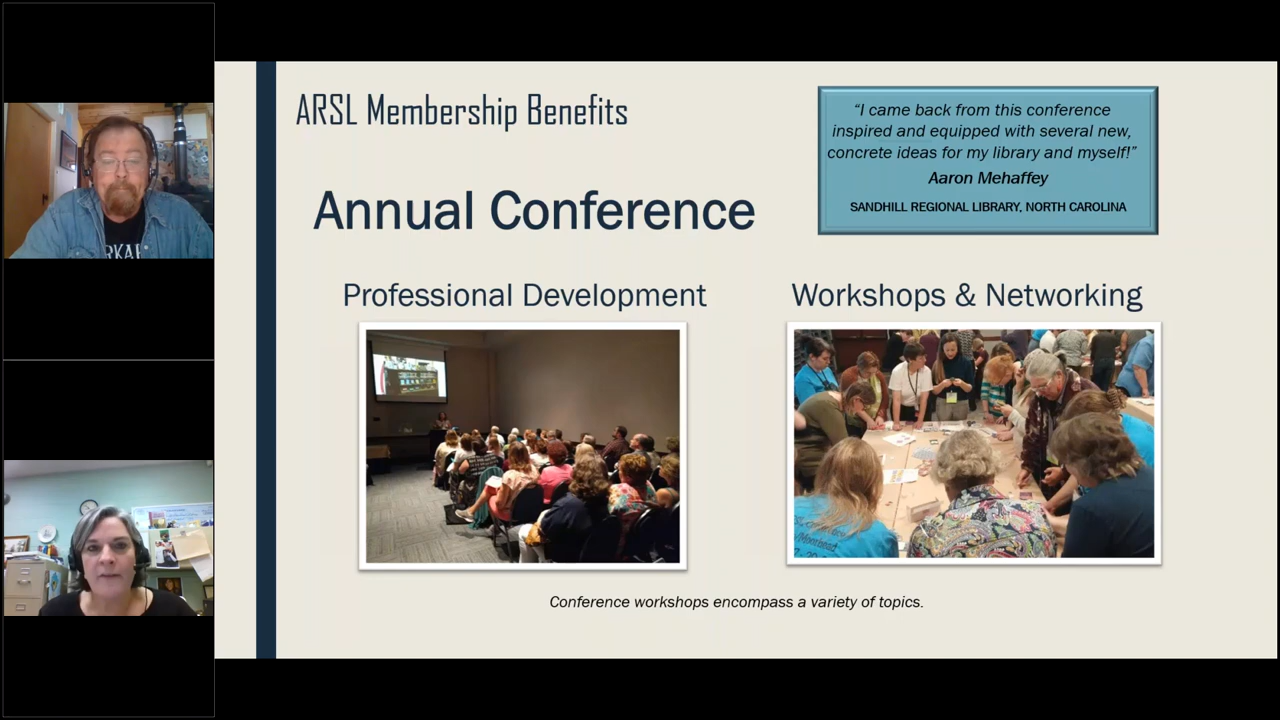 ARSL Membership Benefits
“I came back from this conference
inspired and equipped with several new,
concrete ideas for my library and myself!”
Aaron Mehaffey
SANDHILL REGIONAL LIBRARY, NORTH CAROLINA
Annual Conference
Professional Development
Workshops & Networking
Conference workshops encompass a variety of topics.